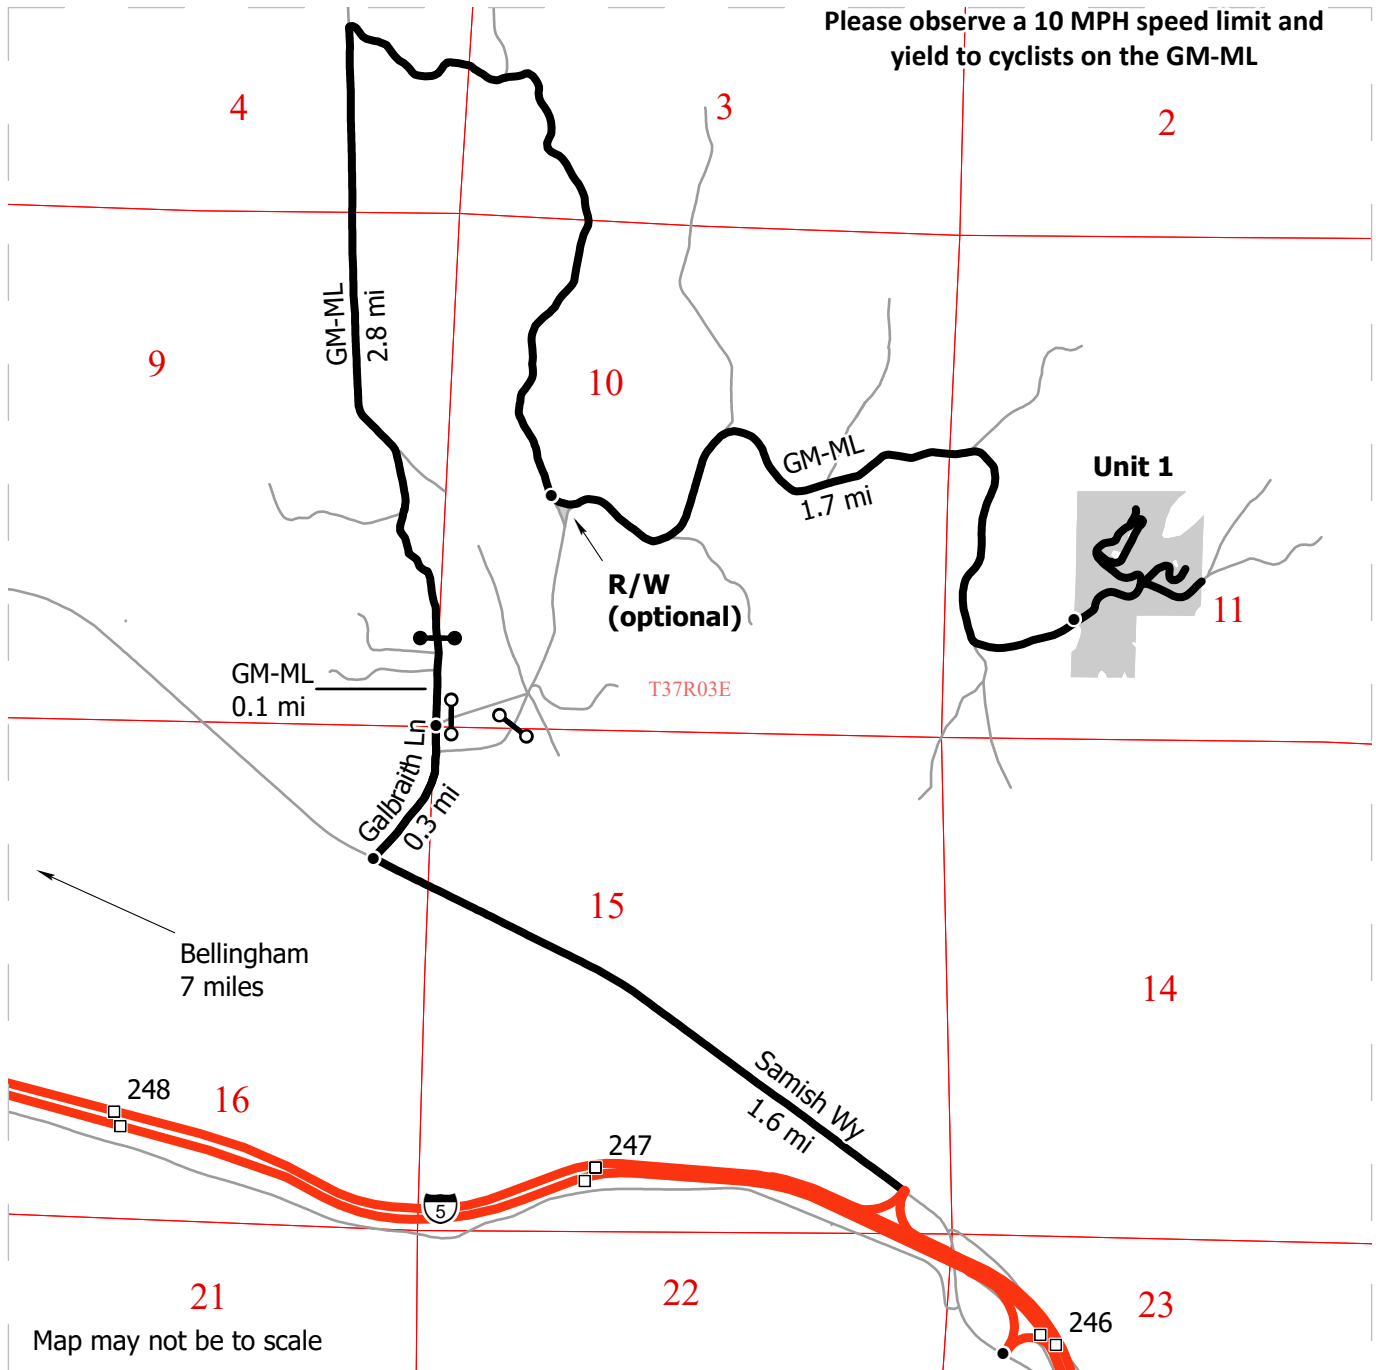 Please observe a 10 MPH speed limit and
yield to cyclists on the GM-ML
4
3
2
GM-ML
2.8 mi
9
10
GM-ML
1.7 mi
Unit 1
R/W
(optional)
11
GM-ML
0.1 mi
T37R03E
Galbraith Ln
0.3 mi
15
Bellingham
7 miles
14
Samish Wy
1.6 mi
248
16
247
5
21
22
23
246
Map may not be to scale